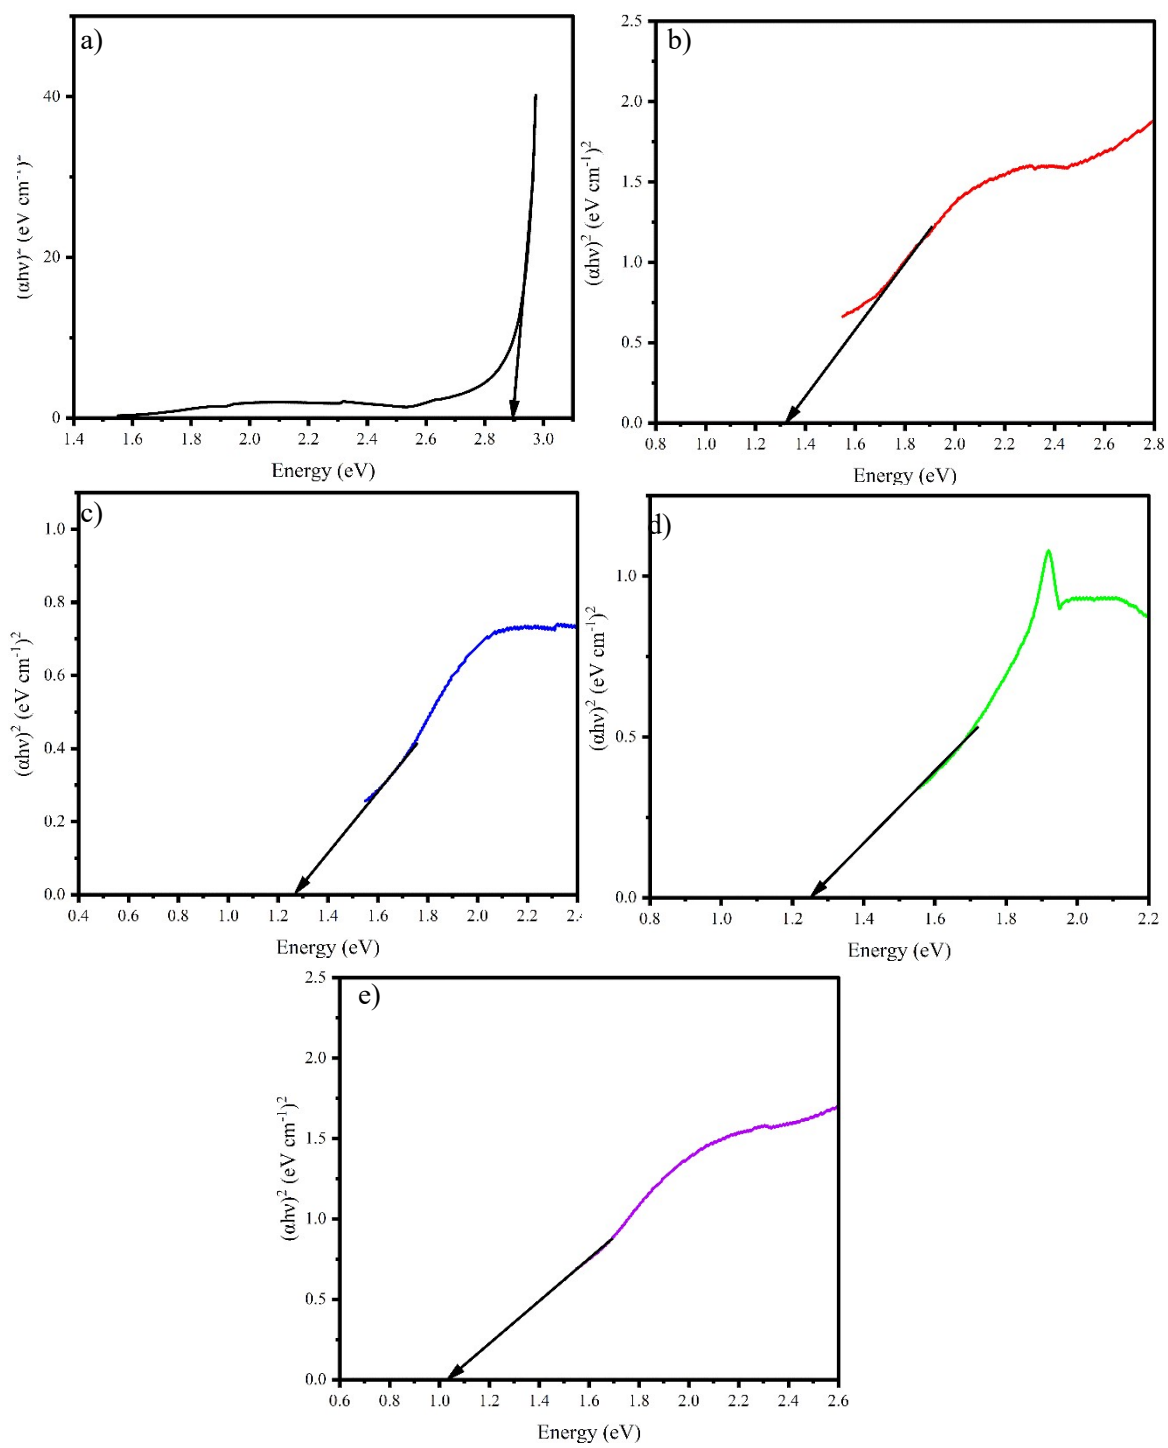 a)
40
20
0
(αhν)
1.4 1.6 1.8 2.0 2.2 2.4 2.6 2.8 3.0
Energy (eV)
b)
2.5
2.0
1.5
1.0
0.5
0.0
(αhν)² (eV cm⁻¹)²
0.8 1.0 1.2 1.4 1.6 1.8 2.0 2.2 2.4 2.6 2.8
Energy (eV)
c)
1.0
0.8
0.6
0.4
0.2
0.0
(αhν)² (eV cm⁻¹)²
0.4 0.6 0.8 1.0 1.2 1.4 1.6 1.8 2.0 2.2
Energy (eV)
d)
1.0
0.5
0.0
(αhν)² (eV cm⁻¹)²
0.8 1.0 1.2 1.4 1.6 1.8 2.0 2.2
Energy (eV)
e)
2.5
2.0
1.5
1.0
0.5
0.0
(αhν)² (eV cm⁻¹)²
0.6 0.8 1.0 1.2 1.4 1.6 1.8 2.0 2.2 2.4 2.6
Energy (eV)